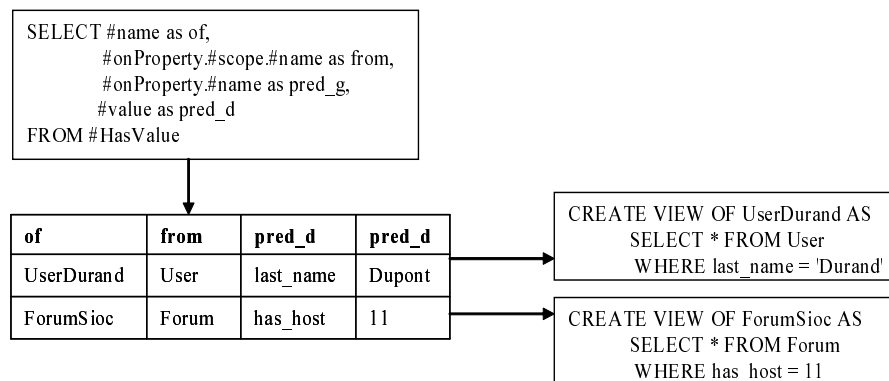 SELECT #name as of,
#onProperty.#scope.#name as from,
#onProperty.#name as pred_g,
#value as pred_d
FROM #HasValue
of from pred_d pred_d
UserDurand User last_name Dupont
ForumSioc Forum has_host 11
CREATE VIEW OF UserDurand AS
SELECT * FROM User
WHERE last_name = 'Durand'
CREATE VIEW OF ForumSioc AS
SELECT * FROM Forum
WHERE has_host = 11